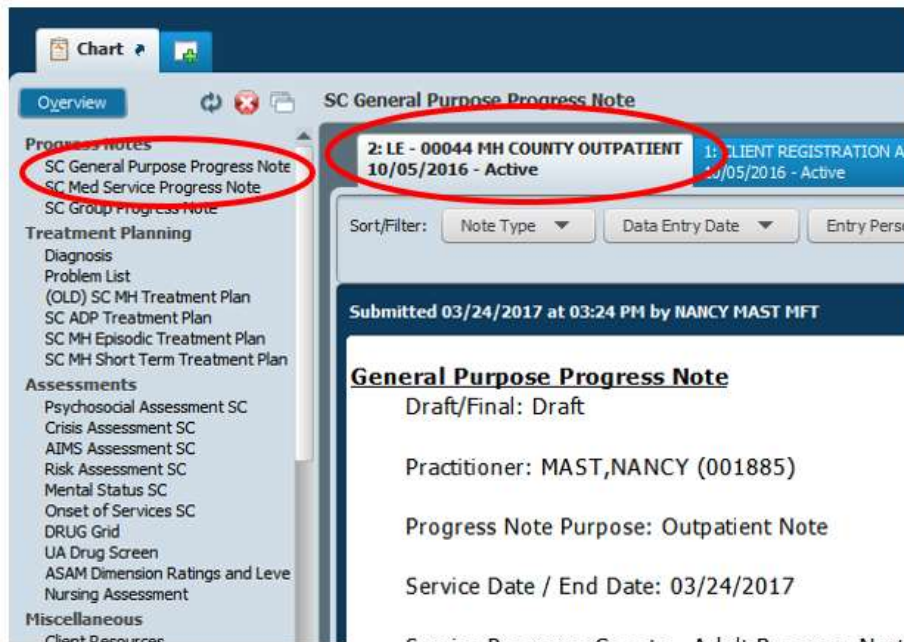 Chart
Overview
SC General Purpose Progress Note
Progress Notes
SC General Purpose Progress Note
SC Med Service Progress Note
SC Group Progress Note
Treatment Planning
Diagnosis
Problem List
(OLD) SC MH Treatment Plan
SC ADP Treatment Plan
SC MH Episodic Treatment Plan
SC MH Short Term Treatment Plan
Assessments
Psychosocial Assessment SC
Crisis Assessment SC
AIMS Assessment SC
Risk Assessment SC
Mental Status SC
Onset of Services SC
DRUG Grid
UA Drug Screen
ASAM Dimension Ratings and Leve
Nursing Assessment
Miscellaneous
Client Resources
2: LE - 00044 MH COUNTY OUTPATIENT
10/05/2016 - Active
1: CLIENT REGISTRATION A
10/05/2016 - Active
Sort/Filter: Note Type Data Entry Date Entry Pers
Submitted 03/24/2017 at 03:24 PM by NANCY MAST MFT
General Purpose Progress Note
Draft/Final: Draft
Practitioner: MAST,NANCY (001885)
Progress Note Purpose: Outpatient Note
Service Date / End Date: 03/24/2017